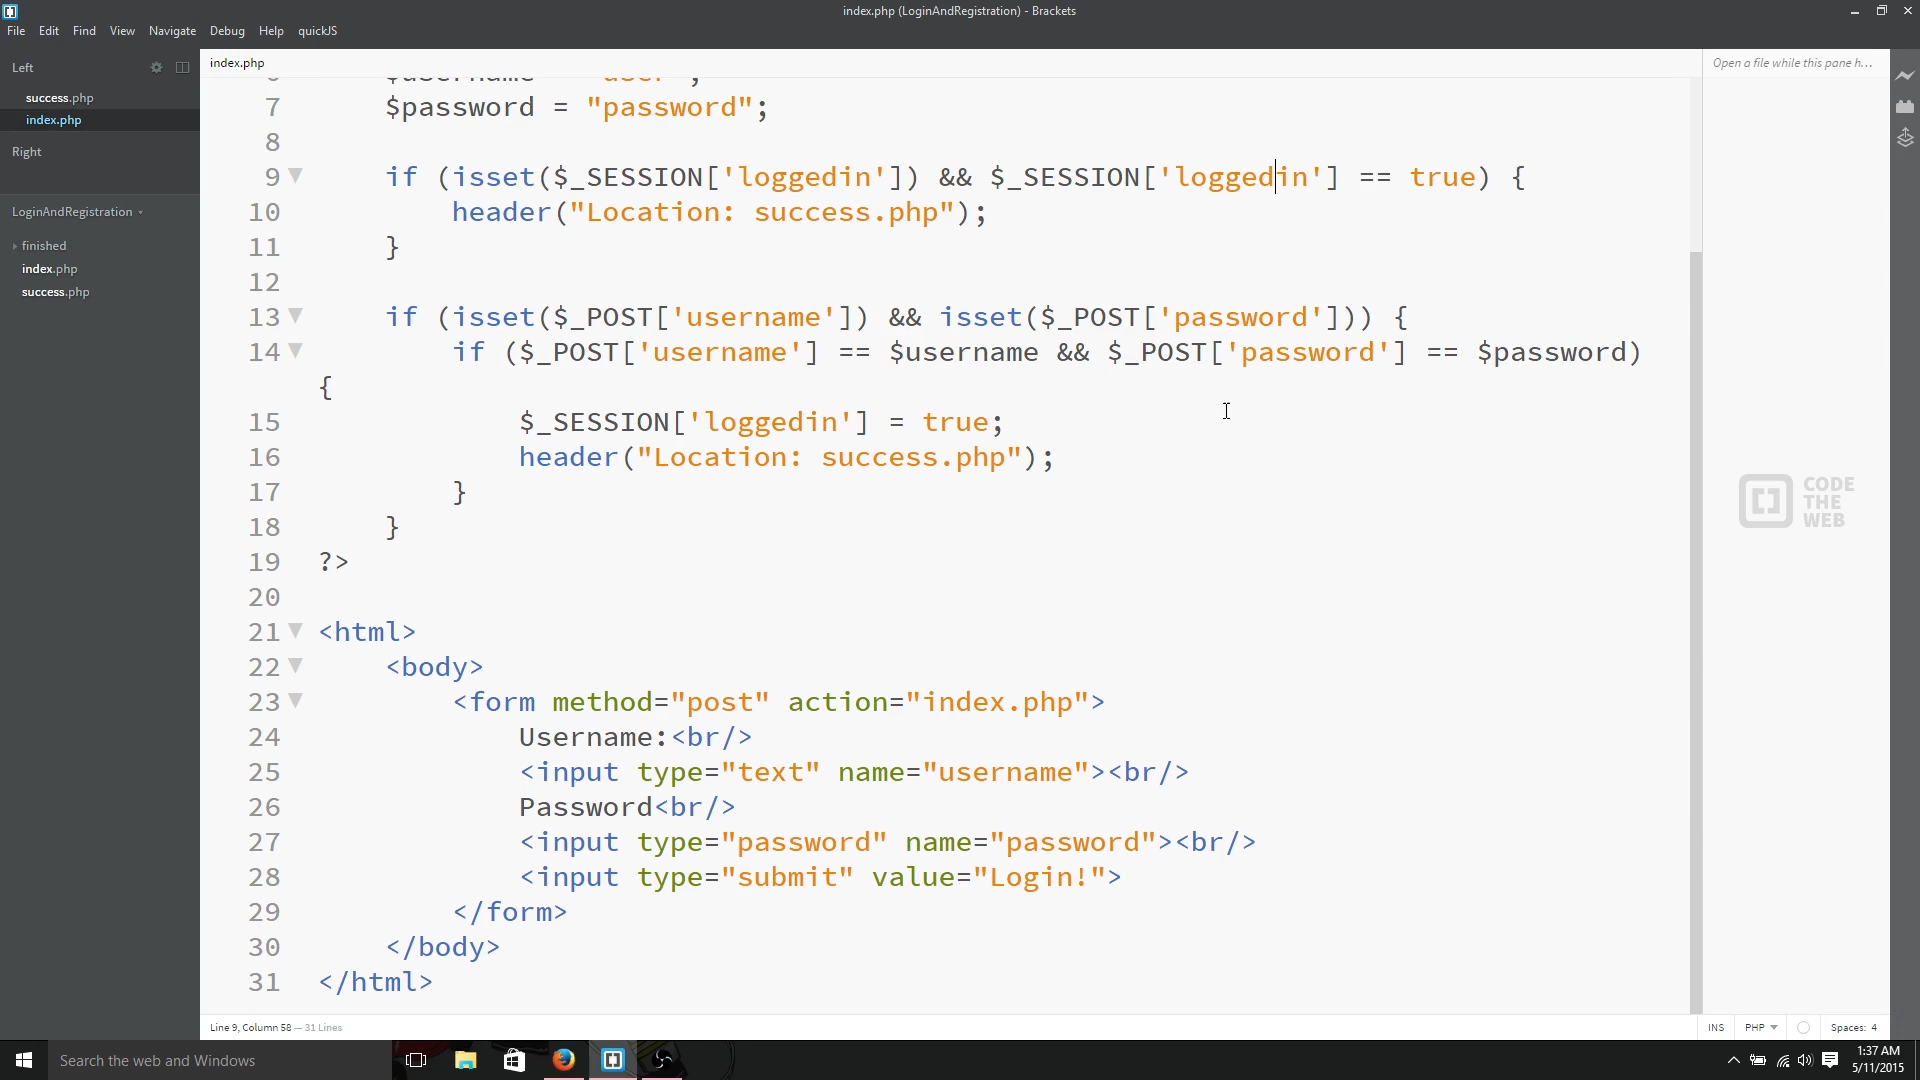 index.php (LoginAndRegistration) - Brackets
File Edit Find View Navigate Debug Help quickJS
Left
success.php
index.php
Right
LoginAndRegistration
finished
index.php
success.php
index.php
6 $username = "user";
7 $password = "password";
8
9 if (isset($_SESSION['loggedin']) && $_SESSION['loggedin'] == true) {
10 header("Location: success.php");
11 }
12
13 if (isset($_POST['username']) && isset($_POST['password'])) {
14 if ($_POST['username'] == $username && $_POST['password'] == $password)
{
15 $_SESSION['loggedin'] = true;
16 header("Location: success.php");
17 }
18 }
19 ?>
20
21 <html>
22 <body>
23 <form method="post" action="index.php">
24 Username:<br/>
25 <input type="text" name="username"><br/>
26 Password<br/>
27 <input type="password" name="password"><br/>
28 <input type="submit" value="Login!">
29 </form>
30 </body>
31 </html>
Open a file while this pane h...
CODE
THE
WEB
Line 9, Column 58 — 31 Lines
INS PHP Spaces: 4
Search the web and Windows
1:37 AM
5/11/2015